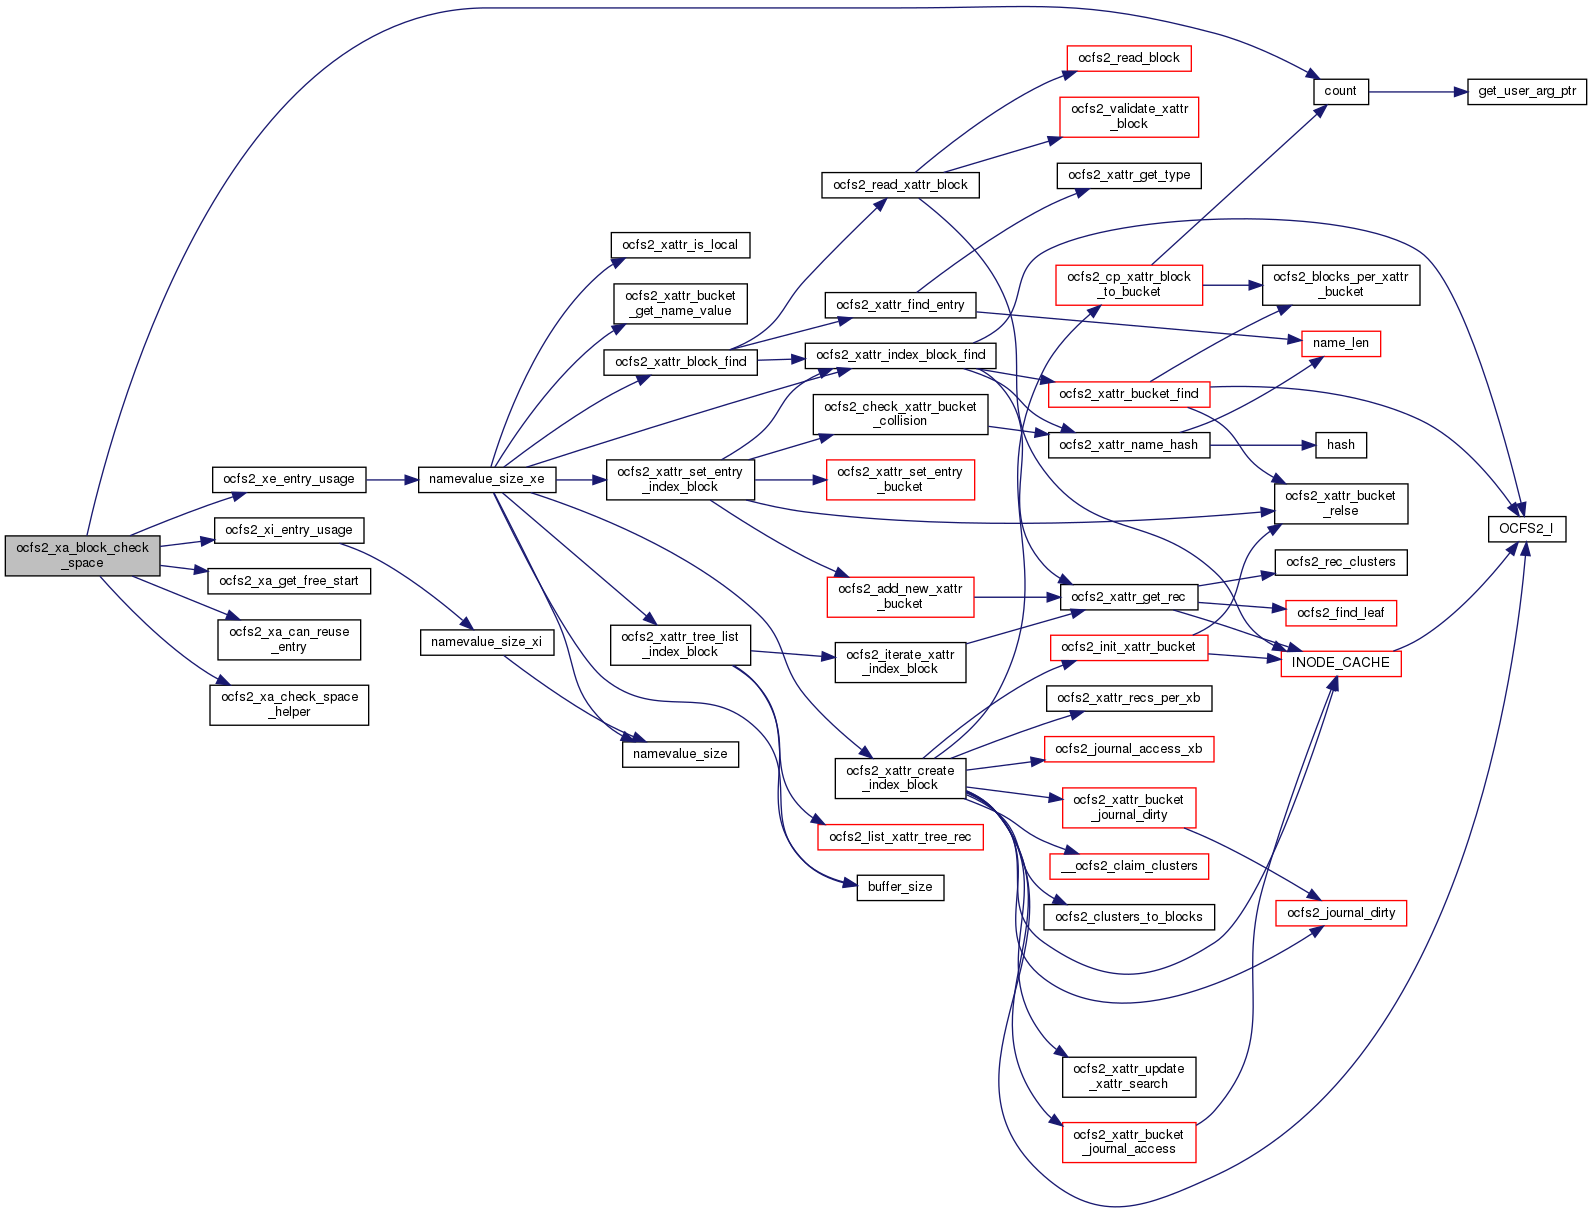 ocfs2_xa_block_check
_space
ocfs2_xe_entry_usage
ocfs2_xi_entry_usage
ocfs2_xa_get_free_start
ocfs2_xa_can_reuse
_entry
ocfs2_xa_check_space
_helper
namevalue_size_xe
namevalue_size_xi
ocfs2_xattr_is_local
ocfs2_xattr_bucket
_get_name_value
ocfs2_xattr_block_find
ocfs2_xattr_set_entry
_index_block
ocfs2_xattr_tree_list
_index_block
namevalue_size
ocfs2_read_xattr_block
ocfs2_xattr_find_entry
ocfs2_xattr_index_block_find
ocfs2_check_xattr_bucket
_collision
ocfs2_xattr_set_entry
_bucket
ocfs2_add_new_xattr
_bucket
ocfs2_iterate_xattr
_index_block
ocfs2_xattr_create
_index_block
ocfs2_list_xattr_tree_rec
buffer_size
ocfs2_read_block
ocfs2_validate_xattr
_block
ocfs2_xattr_get_type
ocfs2_cp_xattr_block
_to_bucket
ocfs2_xattr_bucket_find
ocfs2_xattr_name_hash
ocfs2_xattr_get_rec
ocfs2_init_xattr_bucket
ocfs2_xattr_recs_per_xb
ocfs2_journal_access_xb
ocfs2_xattr_bucket
_journal_dirty
__ocfs2_claim_clusters
ocfs2_clusters_to_blocks
ocfs2_xattr_update
_xattr_search
ocfs2_xattr_bucket
_journal_access
count
ocfs2_blocks_per_xattr
_bucket
name_len
hash
ocfs2_xattr_bucket
_relse
ocfs2_rec_clusters
ocfs2_find_leaf
INODE_CACHE
ocfs2_journal_dirty
get_user_arg_ptr
OCFS2_I